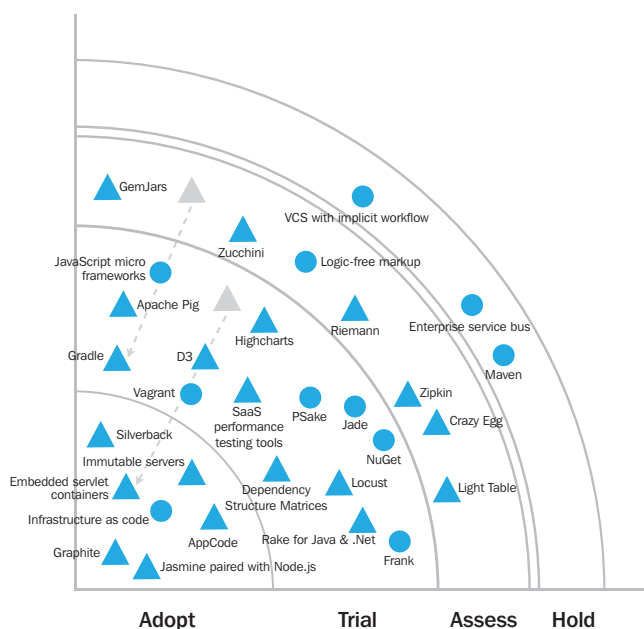 GemJars
VCS with implicit workflow
Zucchini
JavaScript micro
frameworks
Logic-free markup
Apache Pig
Riemann
Enterprise service bus
Highcharts
Gradle
D3
Maven
Vagrant
Zipkin
SaaS
performance
testing tools
PSake
Jade
Crazy Egg
Silverback
NuGet
Immutable servers
Embedded servlet
containers
Dependency
Structure Matrices
Locust
Light Table
Infrastructure as code
AppCode
Rake for Java & .Net
Graphite
Jasmine paired with Node.js
Frank
Adopt
Trial
Assess
Hold